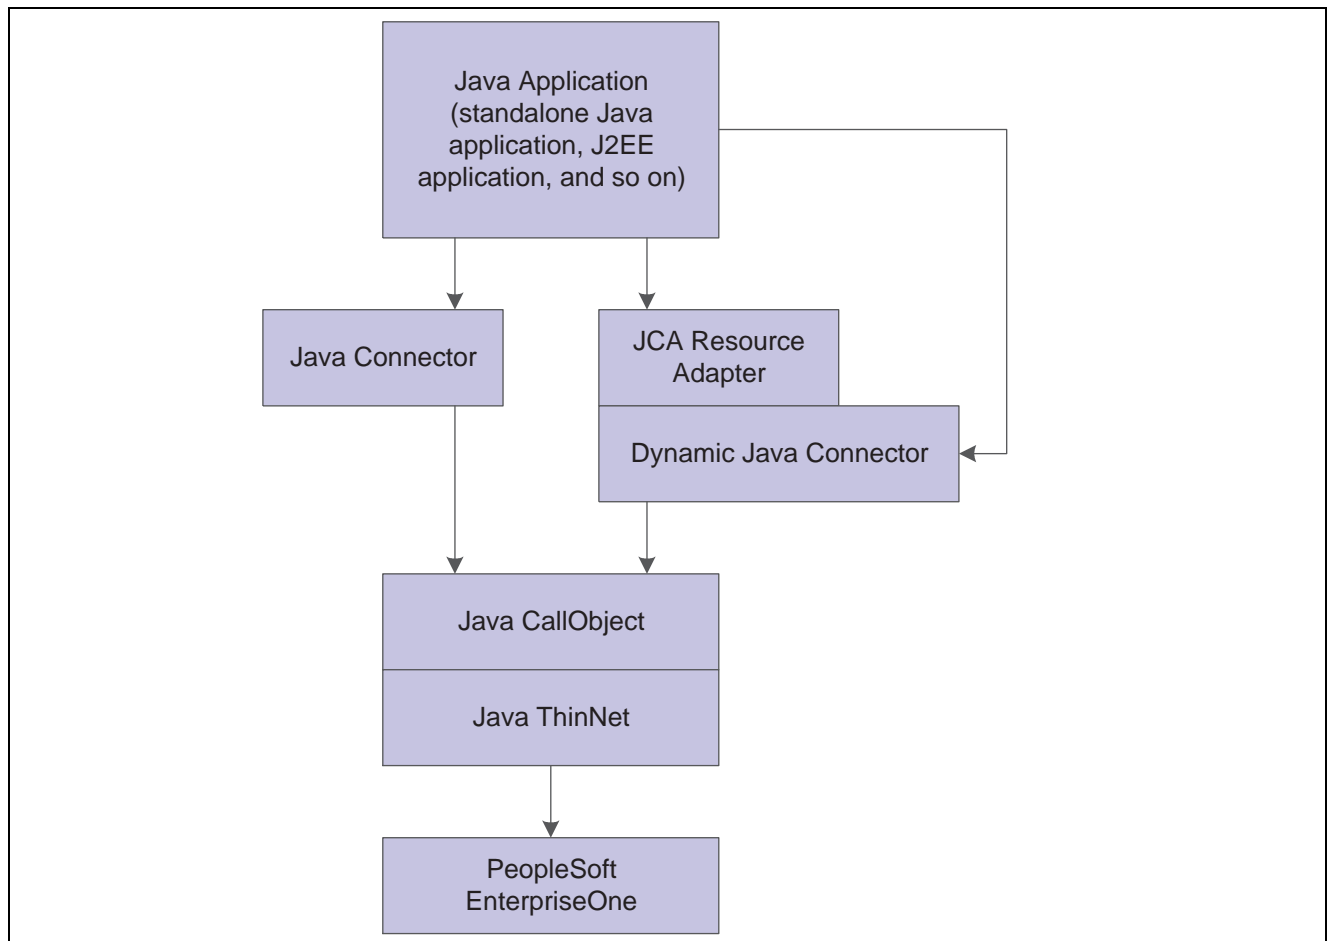 Java Application
(standalone Java
application, J2EE
application, and so on)
Java Connector
JCA Resource
Adapter
Dynamic Java Connector
Java CallObject
Java ThinNet
PeopleSoft
EnterpriseOne